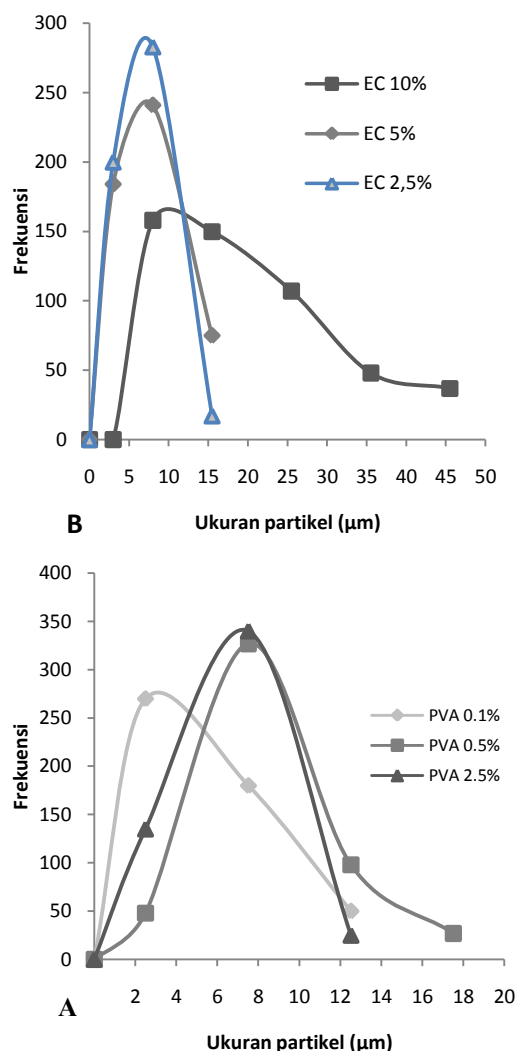 300
250
200
150
100
50
0
Frekuensi
EC 10%
EC 5%
EC 2,5%
0 5 10 15 20 25 30 35 40 45 50
B
Ukuran partikel (µm)
400
350
300
250
200
150
100
50
0
Frekuensi
PVA 0.1%
PVA 0.5%
PVA 2.5%
2 4 6 8 10 12 14 16 18 20
A
Ukuran partikel (µm)